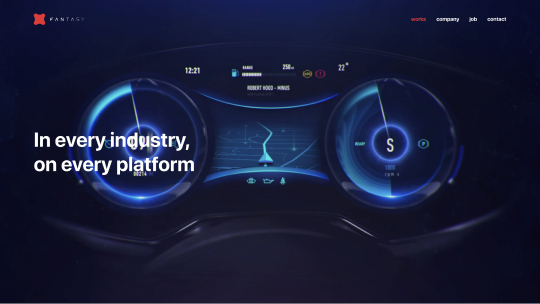 FANTASY
works
company
job
contact
12:21
RANGE
250
22°
ROBERT HOOD - MINUS
In every industry,
on every platform
READY
S
P
00214